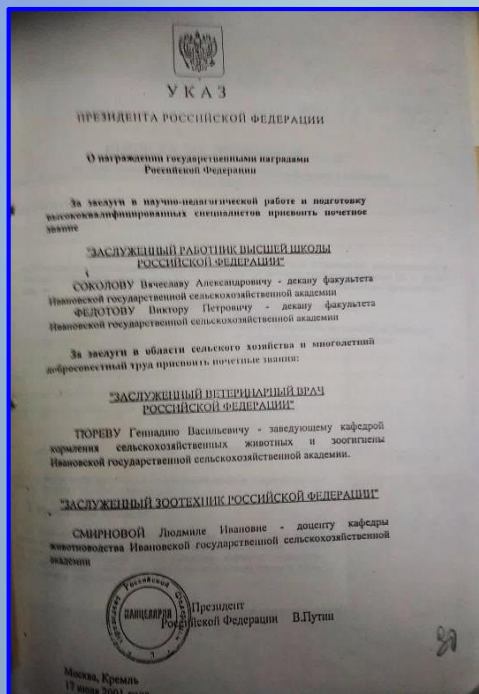 УКАЗ
ПРЕЗИДЕНТА РОССИЙСКОЙ ФЕДЕРАЦИИ
О награждении государственными наградами
Российской Федерации
За заслуги в научно-педагогической работе и подготовку
высококвалифицированных специалистов присвоить почетное
звание
"ЗАСЛУЖЕННЫЙ РАБОТНИК ВЫСШЕЙ ШКОЛЫ
РОССИЙСКОЙ ФЕДЕРАЦИИ"
СОКОЛОВУ Вячеславу Александровичу - декану факультета
Ивановской государственной сельскохозяйственной академии
ФЕДОТОВУ Виктору Петровичу - декану факультета
Ивановской государственной сельскохозяйственной академии
За заслуги в области сельского хозяйства и многолетний
добросовестный труд присвоить почетные звания:
"ЗАСЛУЖЕННЫЙ ВЕТЕРИНАРНЫЙ ВРАЧ
РОССИЙСКОЙ ФЕДЕРАЦИИ"
ПОРЕВУ Геннадию Васильевичу - заведующему кафедрой
кормления сельскохозяйственных животных и зоогигиены
Ивановской государственной сельскохозяйственной академии.
"ЗАСЛУЖЕННЫЙ ЗООТЕХНИК РОССИЙСКОЙ ФЕДЕРАЦИИ"
СМИРНОВОЙ Людмиле Ивановне - доценту кафедры
животноводства Ивановской государственной сельскохозяйственной
академии
КАНЦЕЛЯРИЯ
Президент
Российской Федерации В.Путин
Москва, Кремль